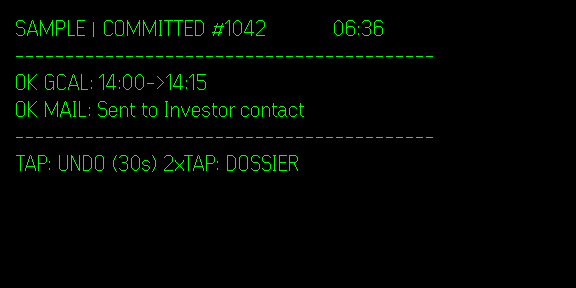 SAMPLE | COMMITTED #1042 06:36
------------------------------------------
OK GCAL: 14:00->14:15
OK MAIL: Sent to Investor contact
------------------------------------------
TAP: UNDO (30s) 2xTAP: DOSSIER